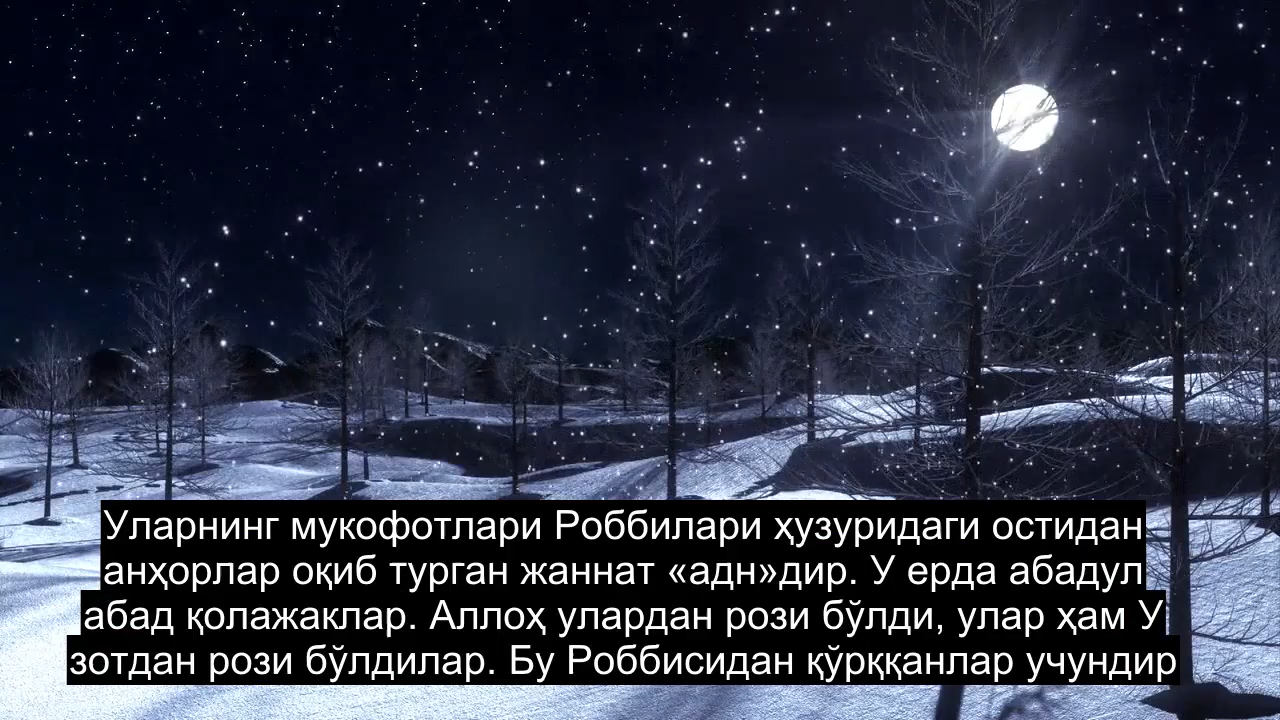 Уларнинг мукофотлари Роббилари ҳузуридаги остидан
анҳорлар оқиб турган жаннат «адн»дир. У ерда абадул
абад қолажаклар. Аллоҳ улардан рози бўлди, улар ҳам У
зотдан рози бўлдилар. Бу Роббисидан қўрққанлар учундир